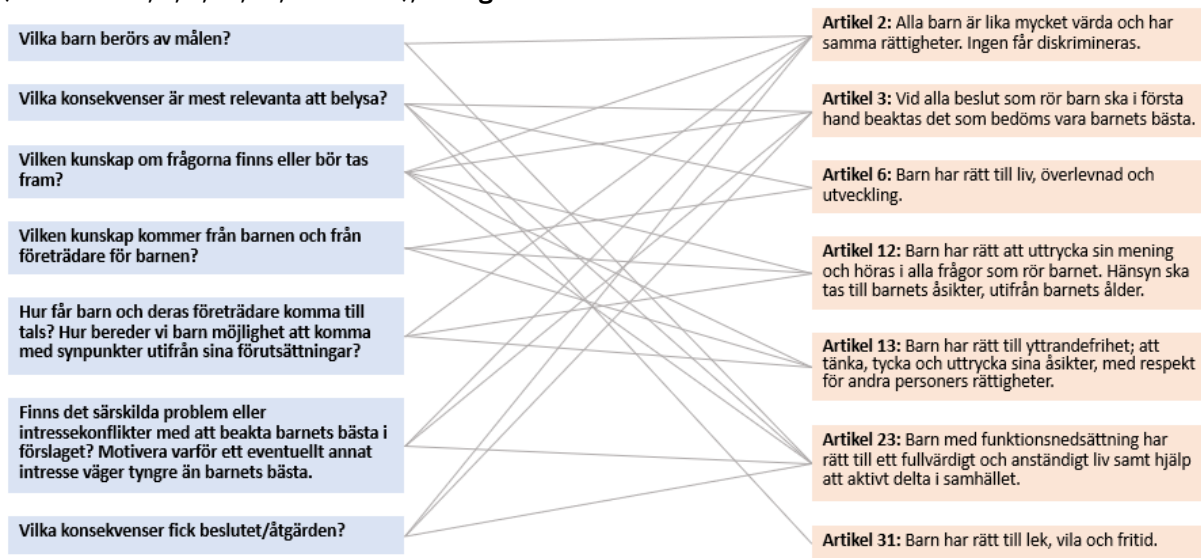 Vilka barn berörs av målen?
Vilka konsekvenser är mest relevanta att belysa?
Vilken kunskap om frågorna finns eller bör tas
fram?
Vilken kunskap kommer från barnen och från
företrädare för barnen?
Hur får barn och deras företrädare komma till
tals? Hur bereder vi barn möjlighet att komma
med synpunkter utifrån sina förutsättningar?
Finns det särskilda problem eller
intressekonflikter med att beakta barnets bästa i
förslaget? Motivera varför ett eventuellt annat
intresse väger tyngre än barnets bästa.
Vilka konsekvenser fick beslutet/åtgärden?
Artikel 2: Alla barn är lika mycket värda och har
samma rättigheter. Ingen får diskrimineras.
Artikel 3: Vid alla beslut som rör barn ska i första
hand beaktas det som bedöms vara barnets bästa.
Artikel 6: Barn har rätt till liv, överlevnad och
utveckling.
Artikel 12: Barn har rätt att uttrycka sin mening
och höras i alla frågor som rör barnet. Hänsyn ska
tas till barnets åsikter, utifrån barnets ålder.
Artikel 13: Barn har rätt till yttrandefrihet; att
tänka, tycka och uttrycka sina åsikter, med respekt
för andra personers rättigheter.
Artikel 23: Barn med funktionsnedsättning har
rätt till ett fullvärdigt och anständigt liv samt hjälp
att aktivt delta i samhället.
Artikel 31: Barn har rätt till lek, vila och fritid.